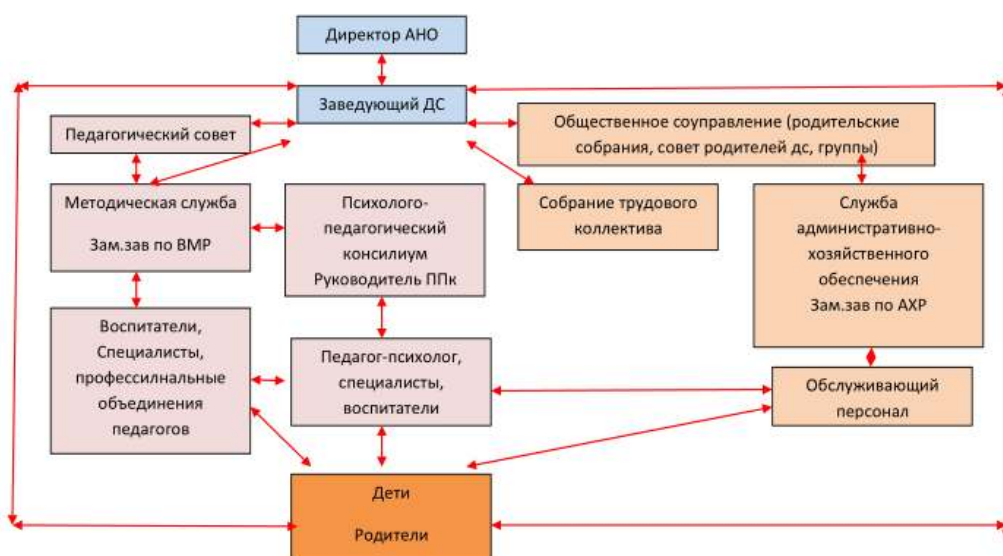 Директор АНО
Заведующий ДС
Педагогический совет
Общественное соуправление (родительские
собрания, совет родителей дс, группы)
Методическая служба
Зам.зав по ВМР
Психолого-
педагогический
консилиум
Руководитель ППк
Собрание трудового
коллектива
Служба
административно-
хозяйственного
обеспечения
Зам.зав по АХР
Воспитатели,
Специалисты,
профессилнальные
объединения
педагогов
Педагог-психолог,
специалисты,
воспитатели
Обслуживающий
персонал
Дети
Родители